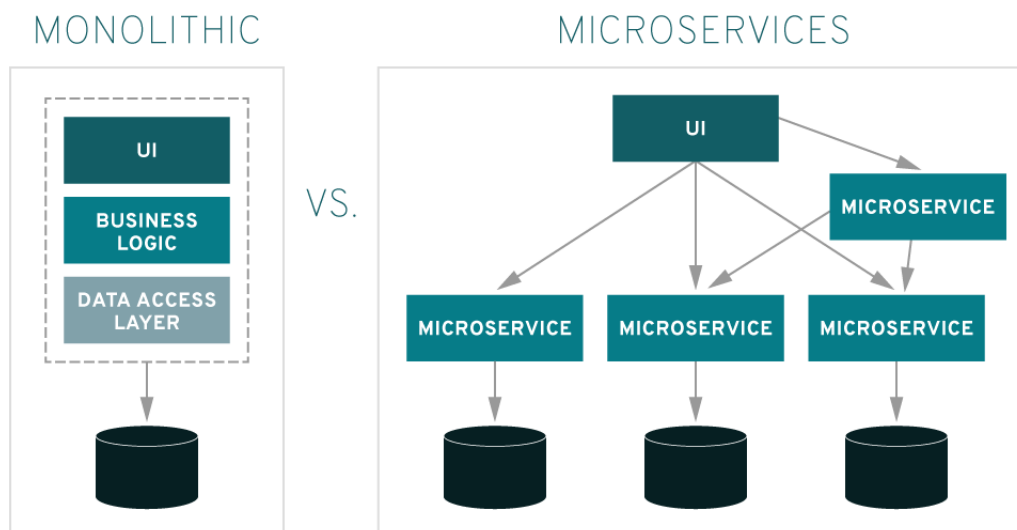 MONOLITHIC
MICROSERVICES
UI
BUSINESS
LOGIC
DATA ACCESS
LAYER
VS.
UI
MICROSERVICE
MICROSERVICE
MICROSERVICE
MICROSERVICE